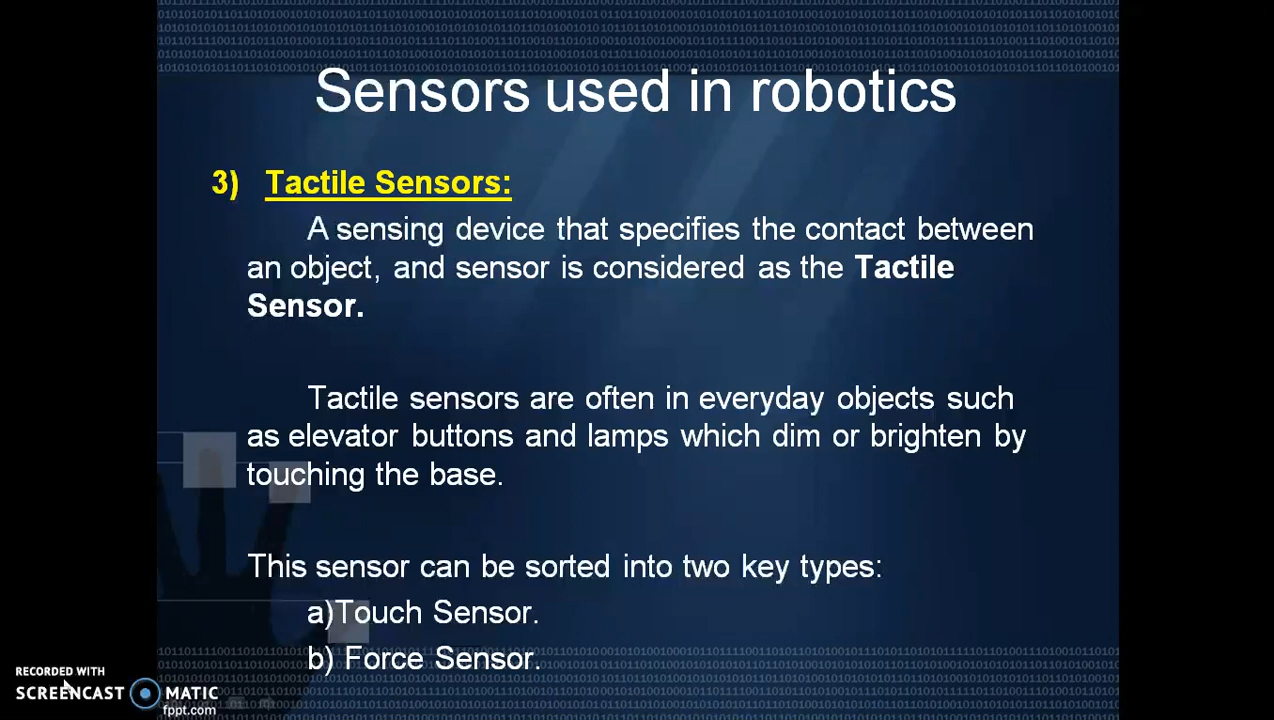 Sensors used in robotics
3) Tactile Sensors:
A sensing device that specifies the contact between
an object, and sensor is considered as the Tactile
Sensor.
Tactile sensors are often in everyday objects such
as elevator buttons and lamps which dim or brighten by
touching the base.
This sensor can be sorted into two key types:
a)Touch Sensor.
b) Force Sensor.
RECORDED WITH
SCREENCAST MATIC
fppt.com